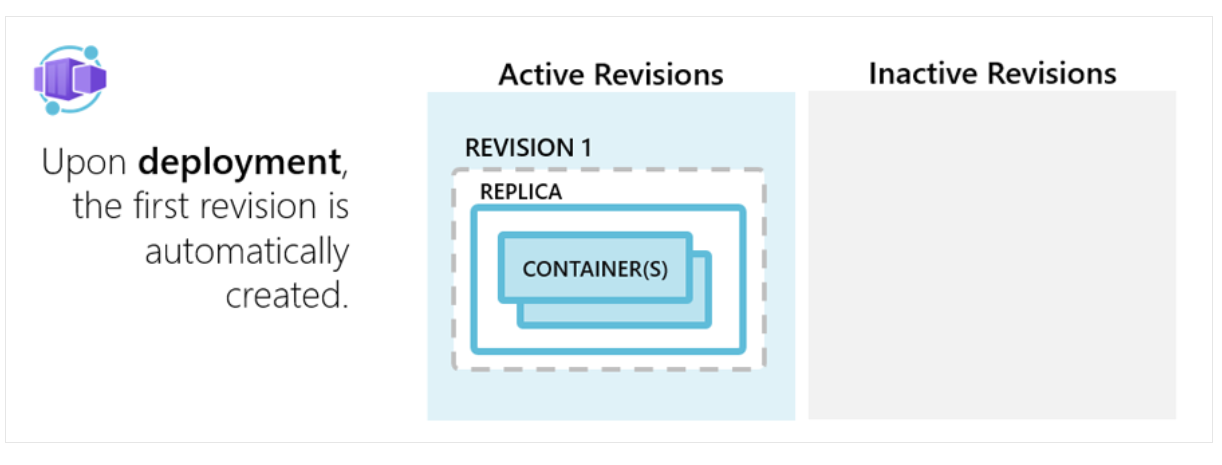 Upon deployment,
the first revision is
automatically
created.
Active Revisions
REVISION 1
REPLICA
CONTAINER(S)
Inactive Revisions